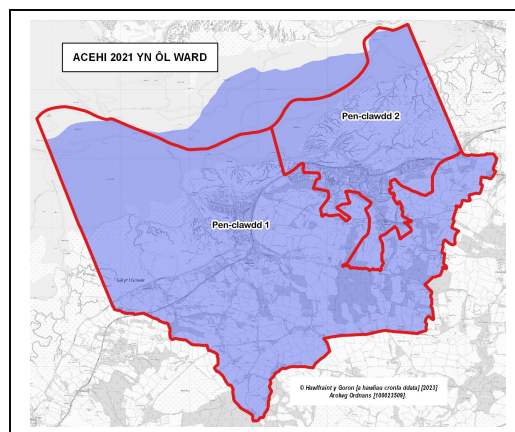 ACEHI 2021 YN ÔL WARD
Pen-clawdd 2
Pen-clawdd 1
© Hawlfraint y Goron [a hawliau cronfa ddata] [2023]
Arolwg Ordnans [100023509].